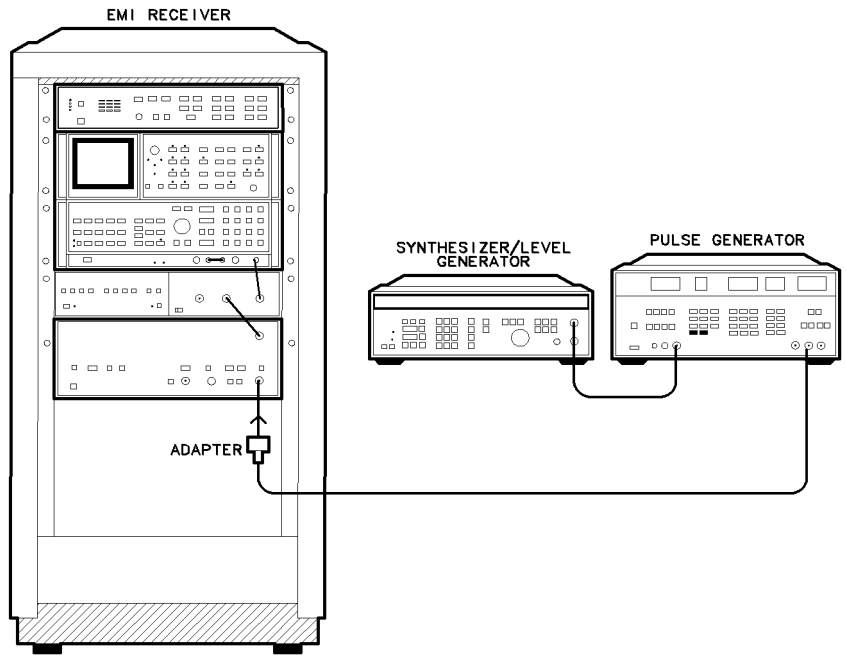 EMI RECEIVER
SYNTHESIZER/LEVEL
GENERATOR
PULSE GENERATOR
ADAPTER